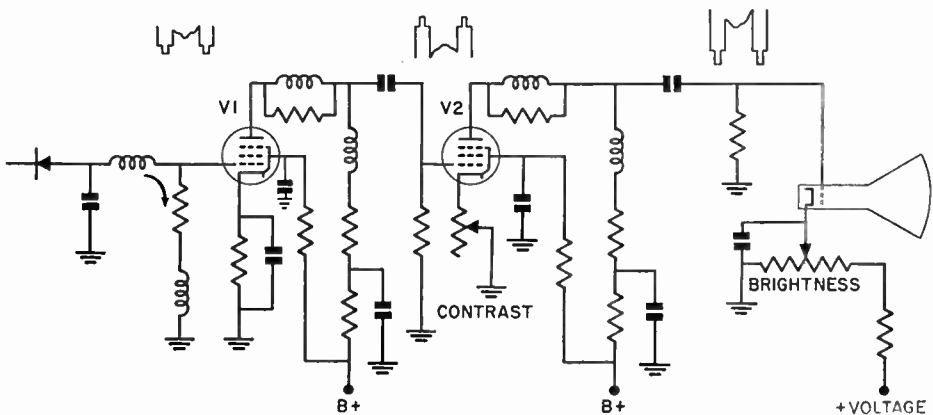 V1
V2
CONTRAST
BRIGHTNESS
B+
B+
+VOLTAGE